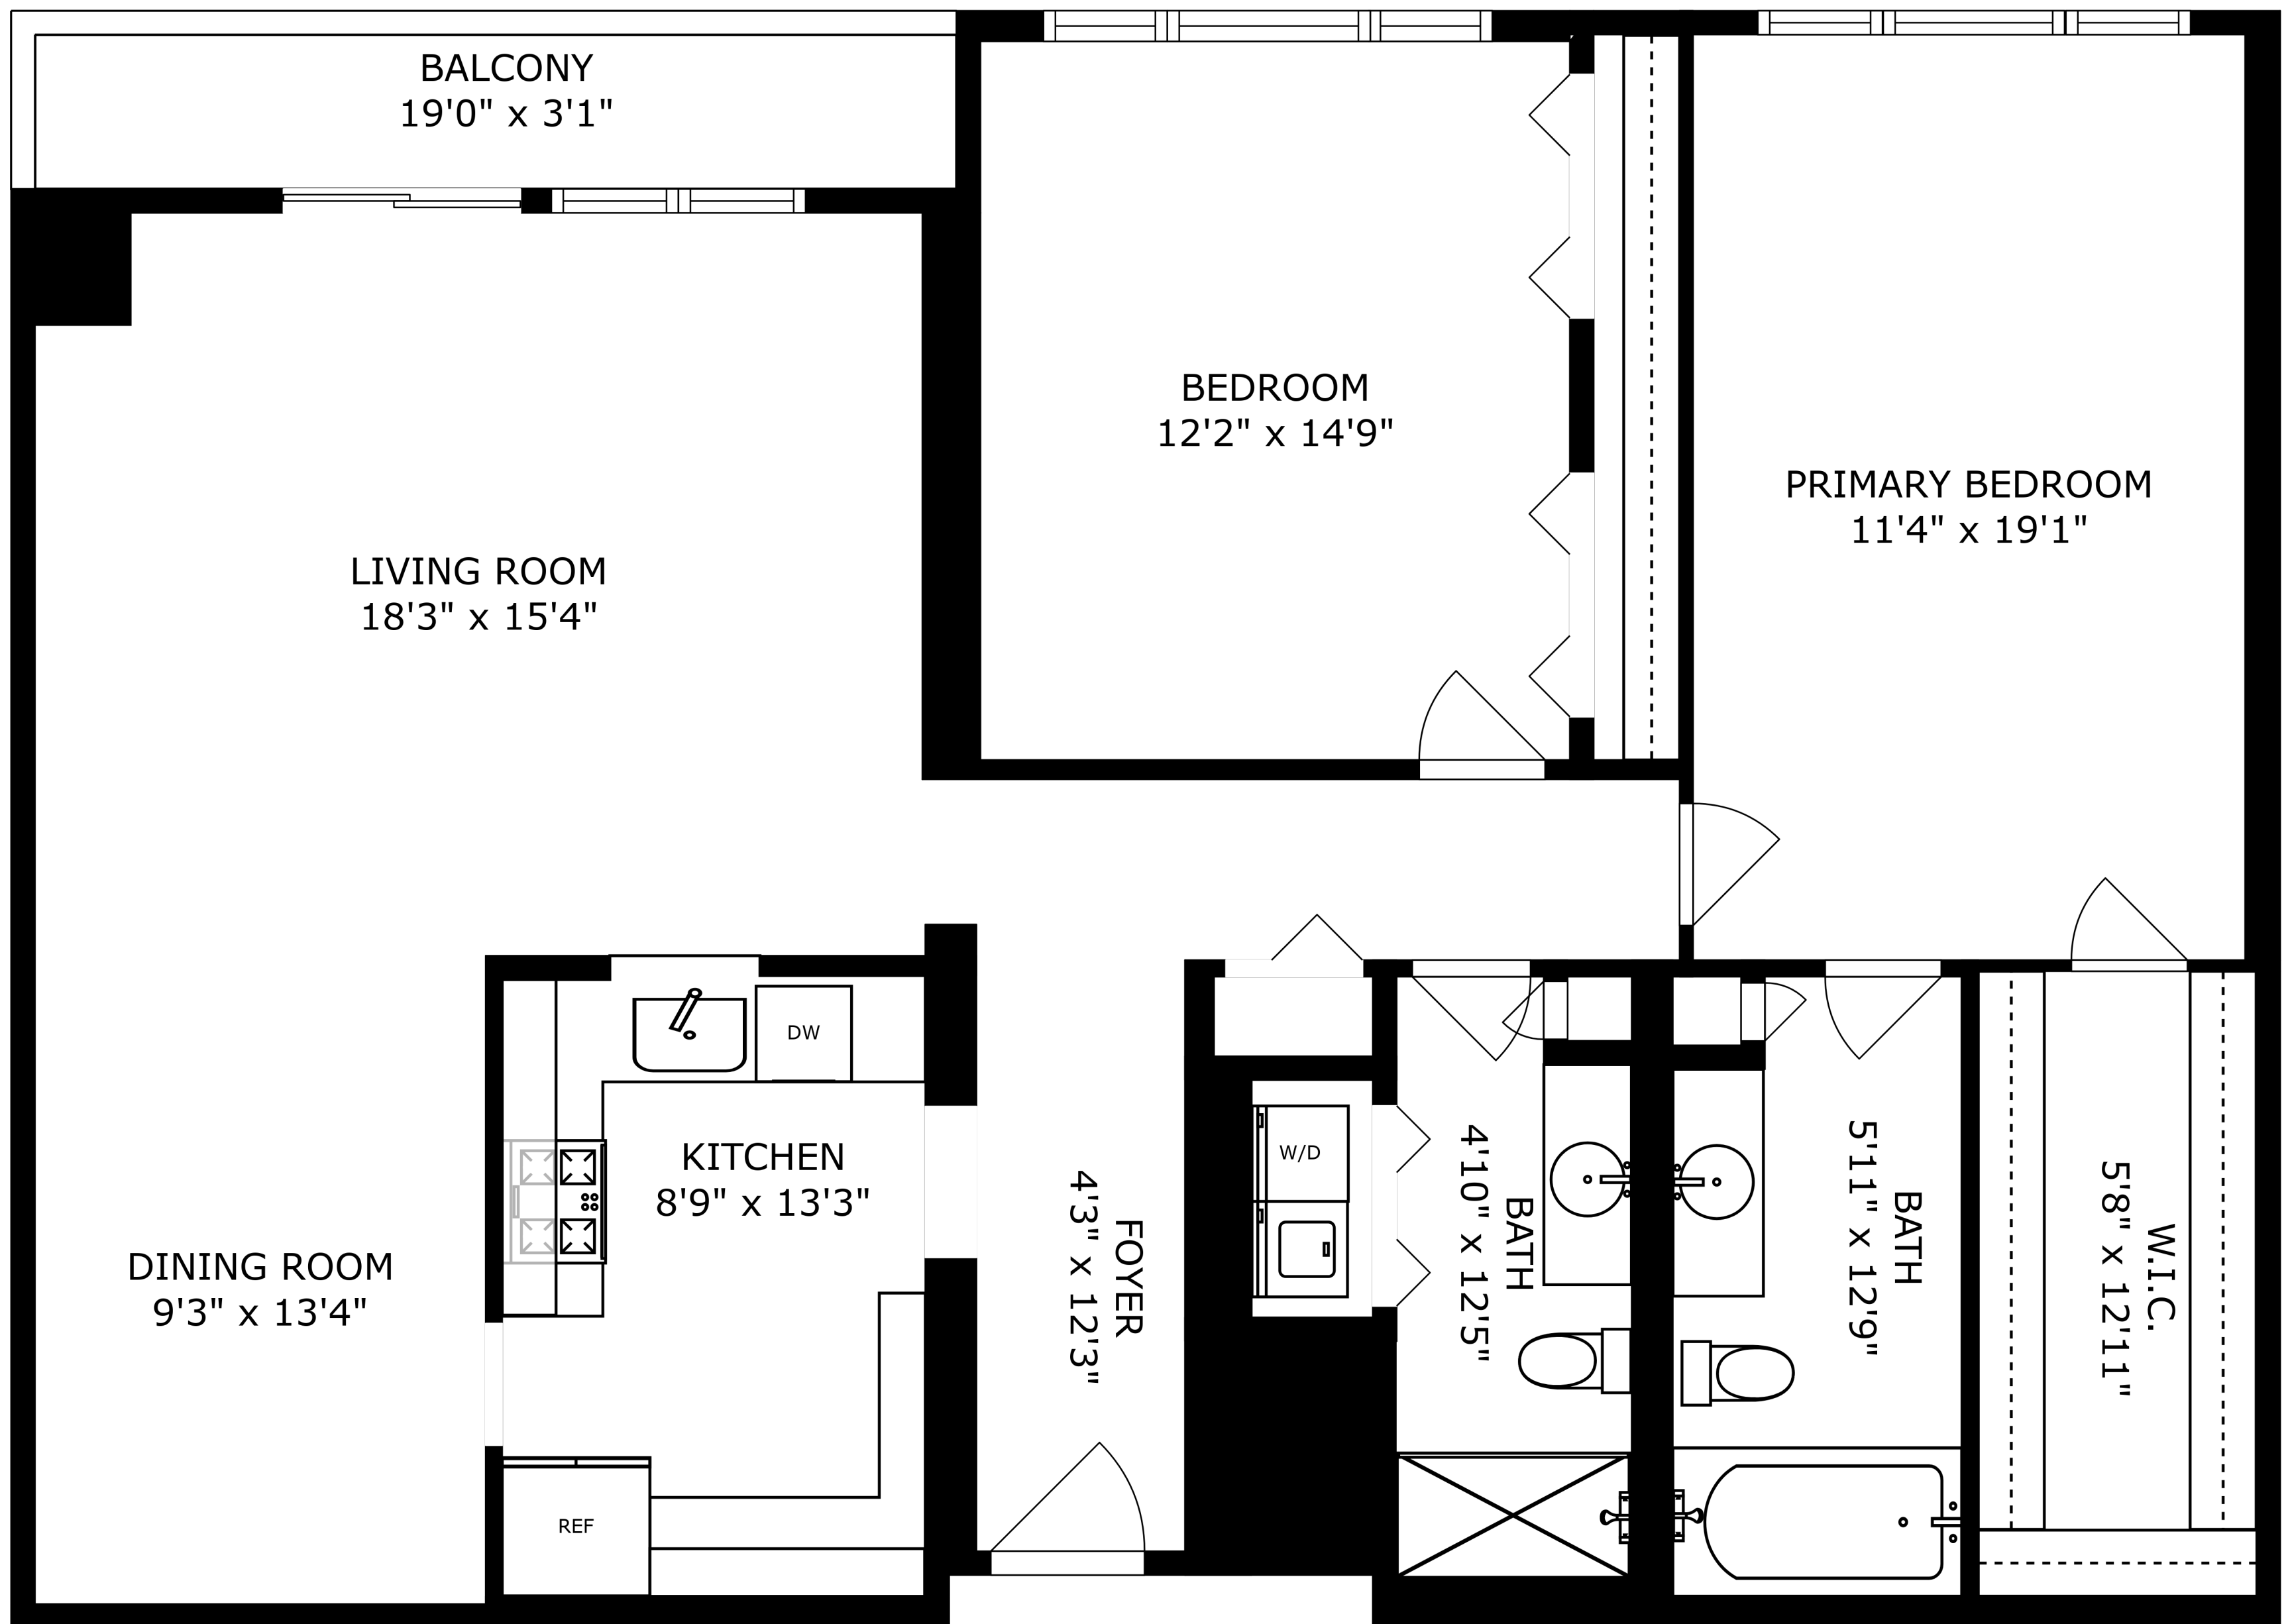 BALCONY
19'0" x 3'1"
BEDROOM
12'2" x 14'9"
PRIMARY BEDROOM
11'4" x 19'1"
LIVING ROOM
18'3" x 15'4"
DW
KITCHEN
8'9" x 13'3"
DINING ROOM
9'3" x 13'4"
REF
FOYER
4'3" x 12'3"
W/D
BATH
4'10" x 12'5"
BATH
5'11" x 12'9"
W.I.C.
5'8" x 12'11"